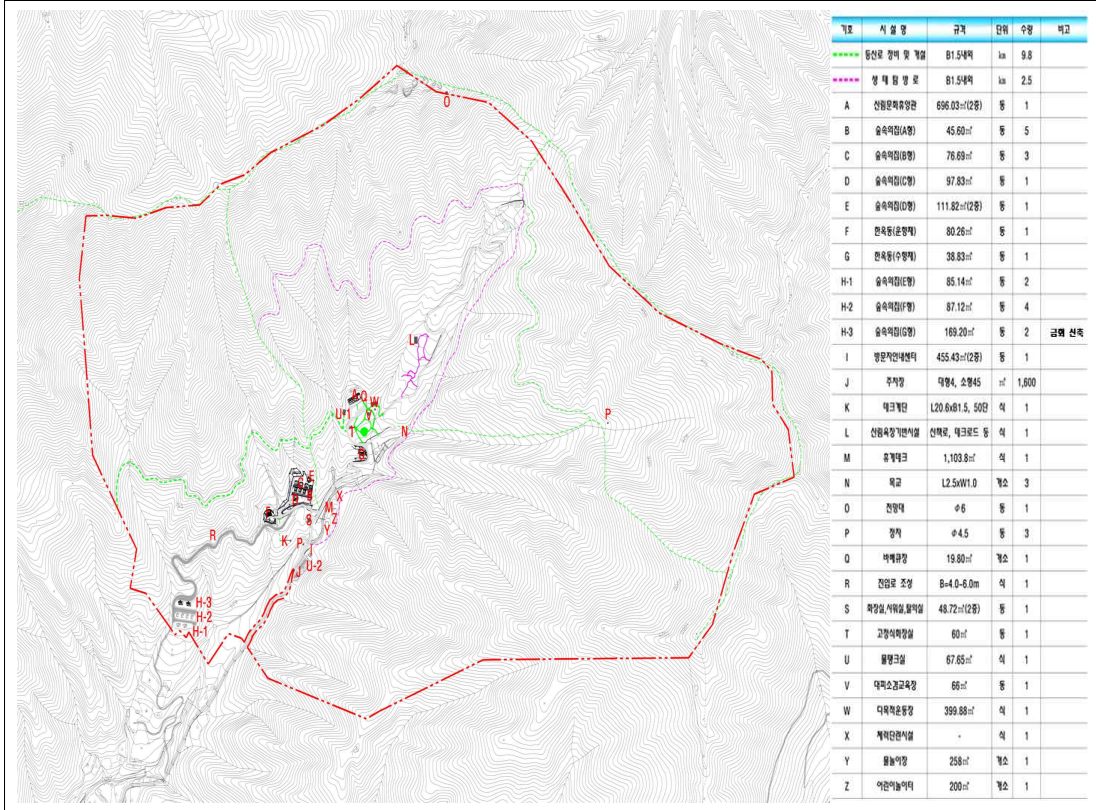 O
P
L
A Q
W
U-1
V
T
N
F
G
X
M
Z
S
Y
R
K
P
I
U-2
J
H-3
H-2
H-1
기호 시 설 명 규격 단위 수량 비고
등산로 정비 및 개설 B1.5내외 km 9.8
생 태 탐 방 로 B1.5내외 km 2.5
A 산림문화휴양관 696.03㎡(2층) 동 1
B 숲속의집(A형) 45.60㎡ 동 5
C 숲속의집(B형) 76.69㎡ 동 3
D 숲속의집(C형) 97.83㎡ 동 1
E 숲속의집(D형) 111.82㎡(2층) 동 1
F 한옥동(운향재) 80.26㎡ 동 1
G 한옥동(수향재) 38.83㎡ 동 1
H-1 숲속의집(E형) 85.14㎡ 동 2
H-2 숲속의집(F형) 87.12㎡ 동 4
H-3 숲속의집(G형) 169.20㎡ 동 2 금회 신축
I 방문자안내센터 455.43㎡(2층) 동 1
J 주차장 대형4, 소형45 ㎡ 1,600
K 데크계단 L20.6xB1.5, 50단 식 1
L 산림욕장기반시설 산책로, 데크로드 등 식 1
M 휴게데크 1,103.8㎡ 식 1
N 목교 L2.5xW1.0 개소 3
O 전망대 ϕ6 동 1
P 정자 ϕ4.5 동 3
Q 바베큐장 19.80㎡ 개소 1
R 진입로 조성 B=4.0~6.0m 식 1
S 화장실,샤워실,탈의실 48.72㎡(2층) 동 1
T 고정식화장실 60㎡ 동 1
U 물탱크실 67.65㎡ 식 1
V 대피소겸교육장 66㎡ 동 1
W 다목적운동장 399.88㎡ 식 1
X 체력단련시설 - 식 1
Y 물놀이장 258㎡ 개소 1
Z 어린이놀이터 200㎡ 개소 1